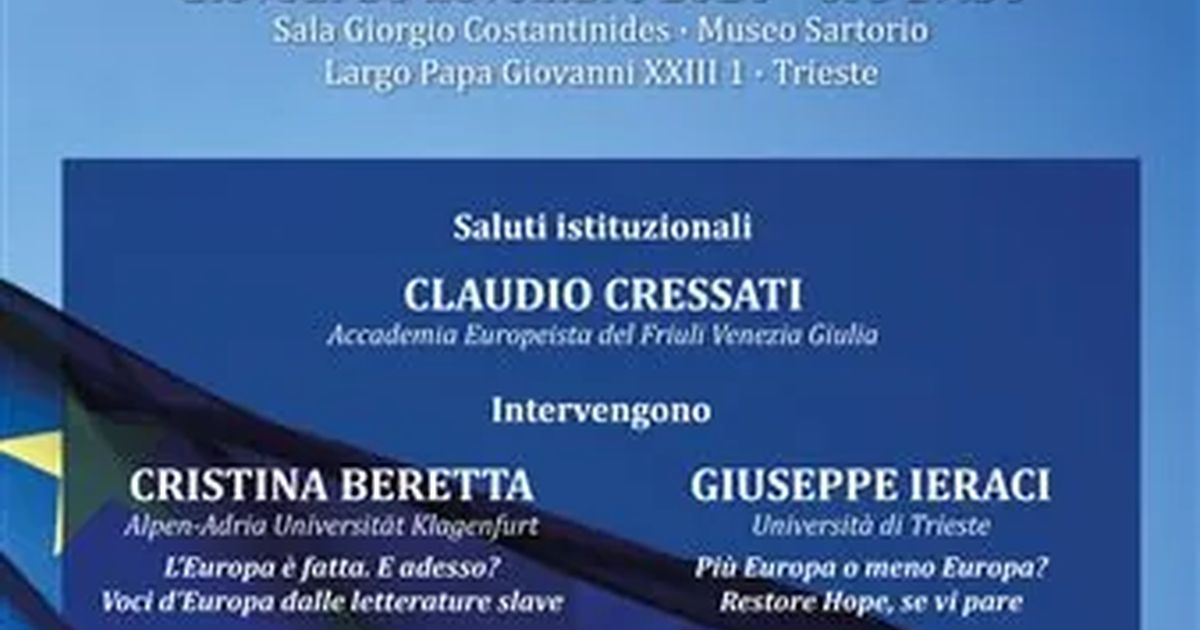 Sala Giorgio Costantinides · Museo Sartorio
Largo Papa Giovanni XXIII 1 · Trieste
Saluti istituzionali
CLAUDIO CRESSATI
Accademia Europeista del Friuli Venezia Giulia
Intervengono
CRISTINA BERETTA
Alpen-Adria Universität Klagenfurt
L'Europa è fatta. E adesso?
Voci d'Europa dalle letterature slave
GIUSEPPE IERACI
Università di Trieste
Più Europa o meno Europa?
Restore Hope, se vi pare